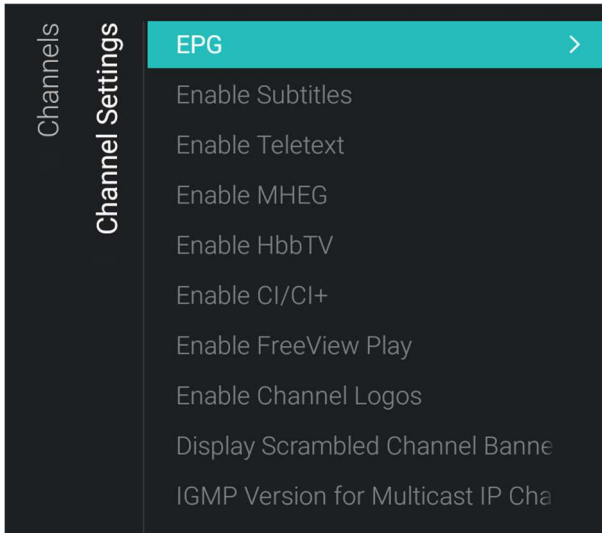 Channels
Channel Settings
EPG
Enable Subtitles
Enable Teletext
Enable MHEG
Enable HbbTV
Enable CI/CI+
Enable FreeView Play
Enable Channel Logos
Display Scrambled Channel Banne
IGMP Version for Multicast IP Cha